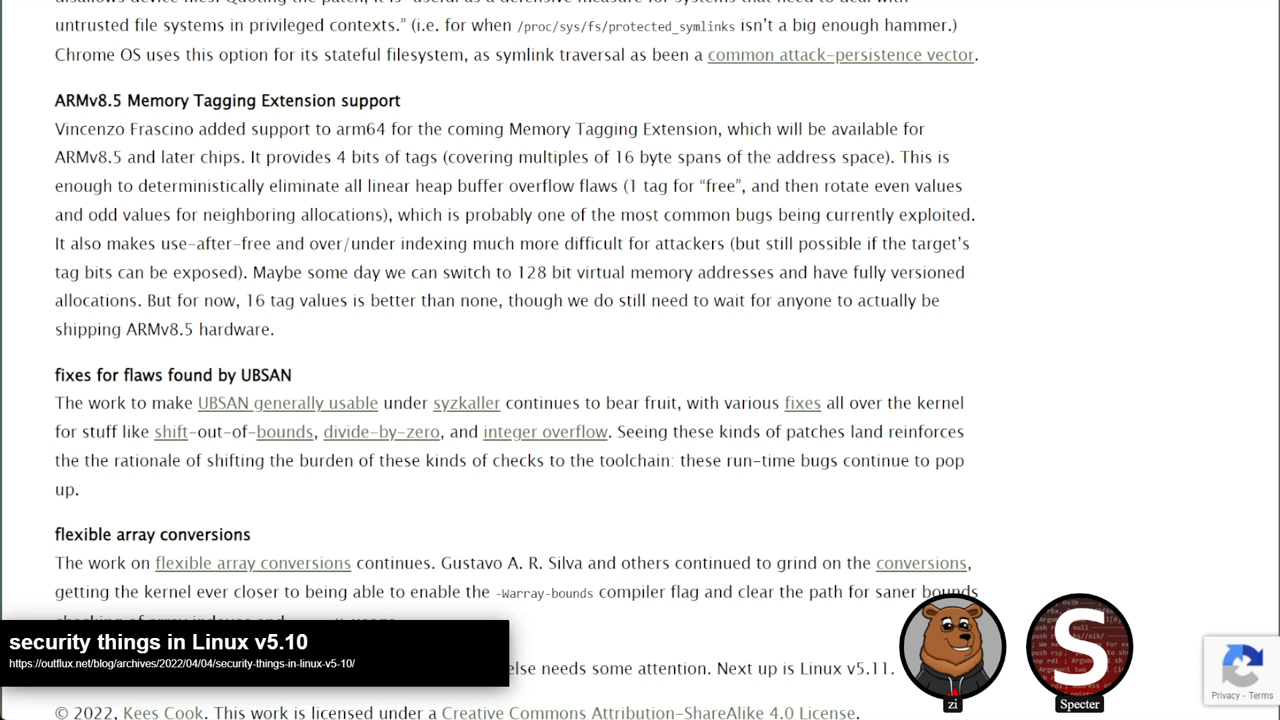 untrusted file systems in privileged contexts.” (i.e. for when /proc/sys/fs/protected_symlinks isn’t a big enough hammer.)
Chrome OS uses this option for its stateful filesystem, as symlink traversal as been a common attack-persistence vector.
ARMv8.5 Memory Tagging Extension support
Vincenzo Frascino added support to arm64 for the coming Memory Tagging Extension, which will be available for
ARMv8.5 and later chips. It provides 4 bits of tags (covering multiples of 16 byte spans of the address space). This is
enough to deterministically eliminate all linear heap buffer overflow flaws (1 tag for “free”, and then rotate even values
and odd values for neighboring allocations), which is probably one of the most common bugs being currently exploited.
It also makes use-after-free and over/under indexing much more difficult for attackers (but still possible if the target’s
tag bits can be exposed). Maybe some day we can switch to 128 bit virtual memory addresses and have fully versioned
allocations. But for now, 16 tag values is better than none, though we do still need to wait for anyone to actually be
shipping ARMv8.5 hardware.
fixes for flaws found by UBSAN
The work to make UBSAN generally usable under syzkaller continues to bear fruit, with various fixes all over the kernel
for stuff like shift-out-of-bounds, divide-by-zero, and integer overflow. Seeing these kinds of patches land reinforces
the the rationale of shifting the burden of these kinds of checks to the toolchain: these run-time bugs continue to pop
up.
flexible array conversions
The work on flexible array conversions continues. Gustavo A. R. Silva and others continued to grind on the conversions,
getting the kernel ever closer to being able to enable the -Warray-bounds compiler flag and clear the path for saner bounds
security things in Linux v5.10
https://outflux.net/blog/archives/2022/04/04/security-things-in-linux-v5-10/
else needs some attention. Next up is Linux v5.11.
zi
S
Specter
Privacy - Terms
© 2022, Kees Cook. This work is licensed under a Creative Commons Attribution-ShareAlike 4.0 License.